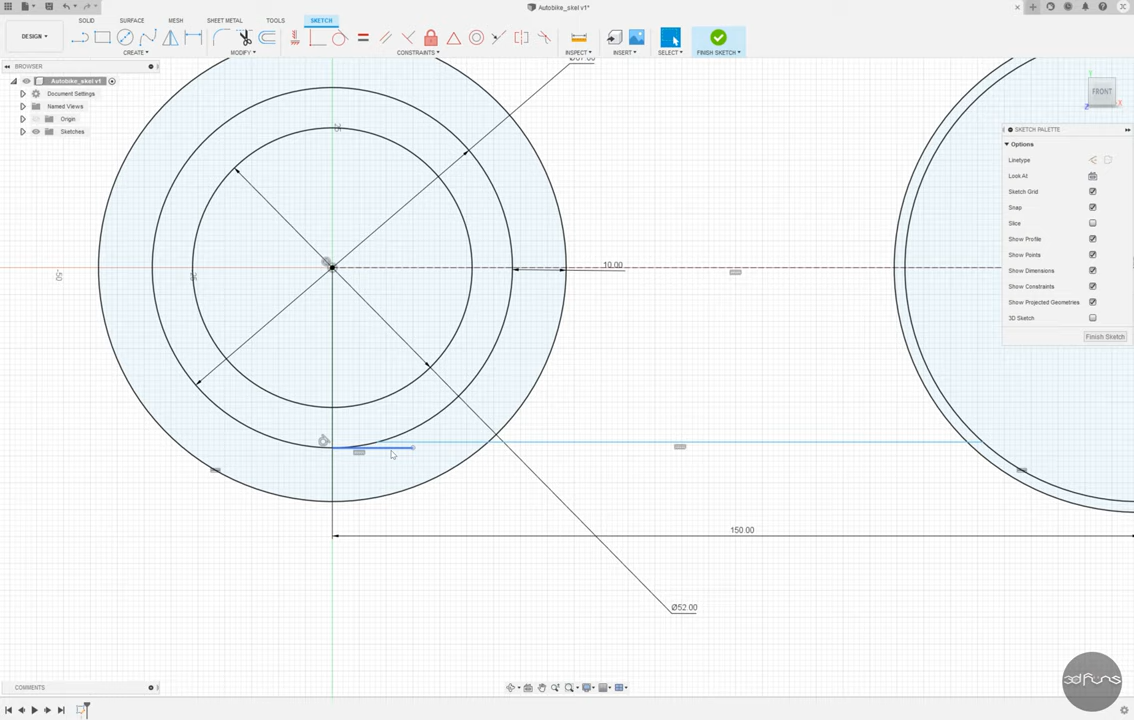 Autobike_skel v1*
DESIGN
SOLID
SURFACE
MESH
SHEET METAL
TOOLS
SKETCH
CREATE
MODIFY
CONSTRAINTS
INSPECT
INSERT
SELECT
FINISH SKETCH
BROWSER
Autobike_skel v1
Document Settings
Named Views
Origin
Sketches
FRONT
SKETCH PALETTE
Options
Linetype
Look At
Sketch Grid
Snap
Slice
Show Profile
Show Points
Show Dimensions
Show Constraints
Show Projected Geometries
3D Sketch
Finish Sketch
25
-50
10.00
150.00
Ø52.00
COMMENTS
3dfuns